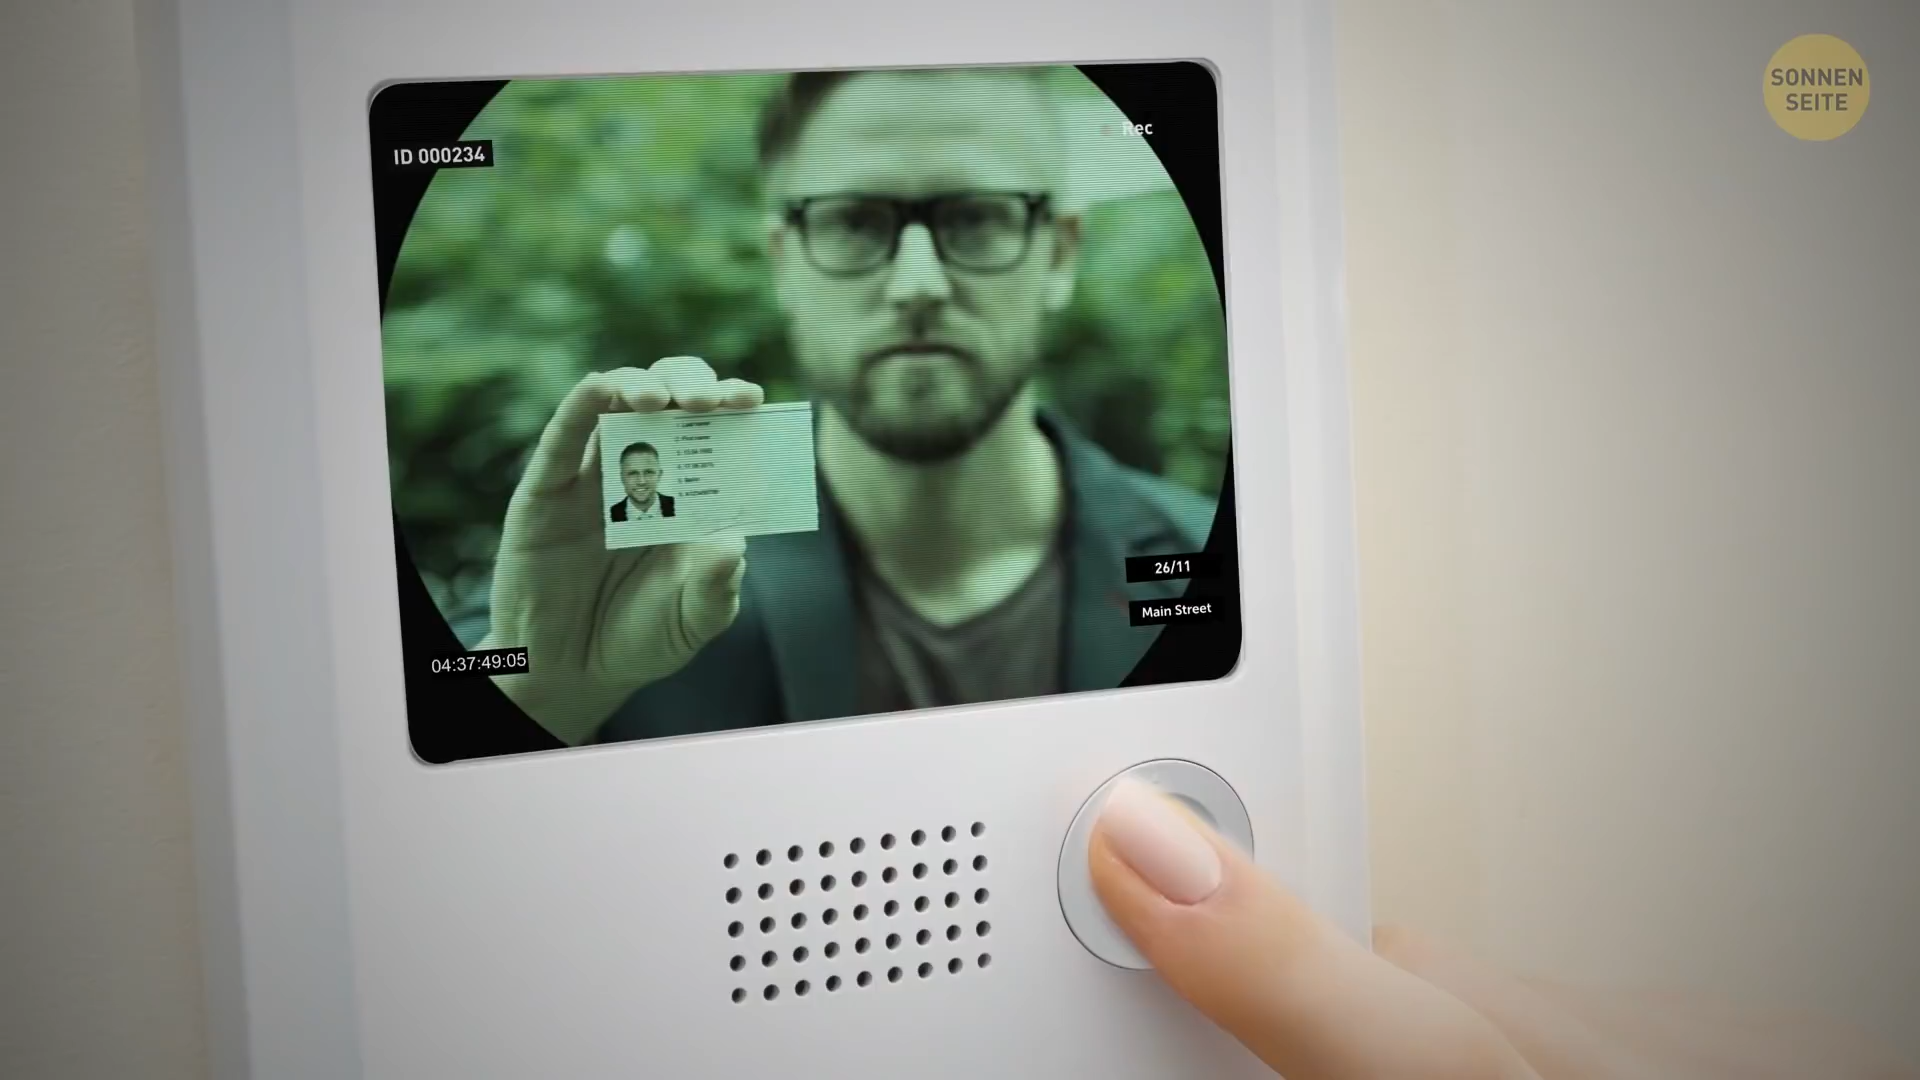 SONNEN
SEITE
Rec
ID 000234
26/11
Main Street
04:37:49:05